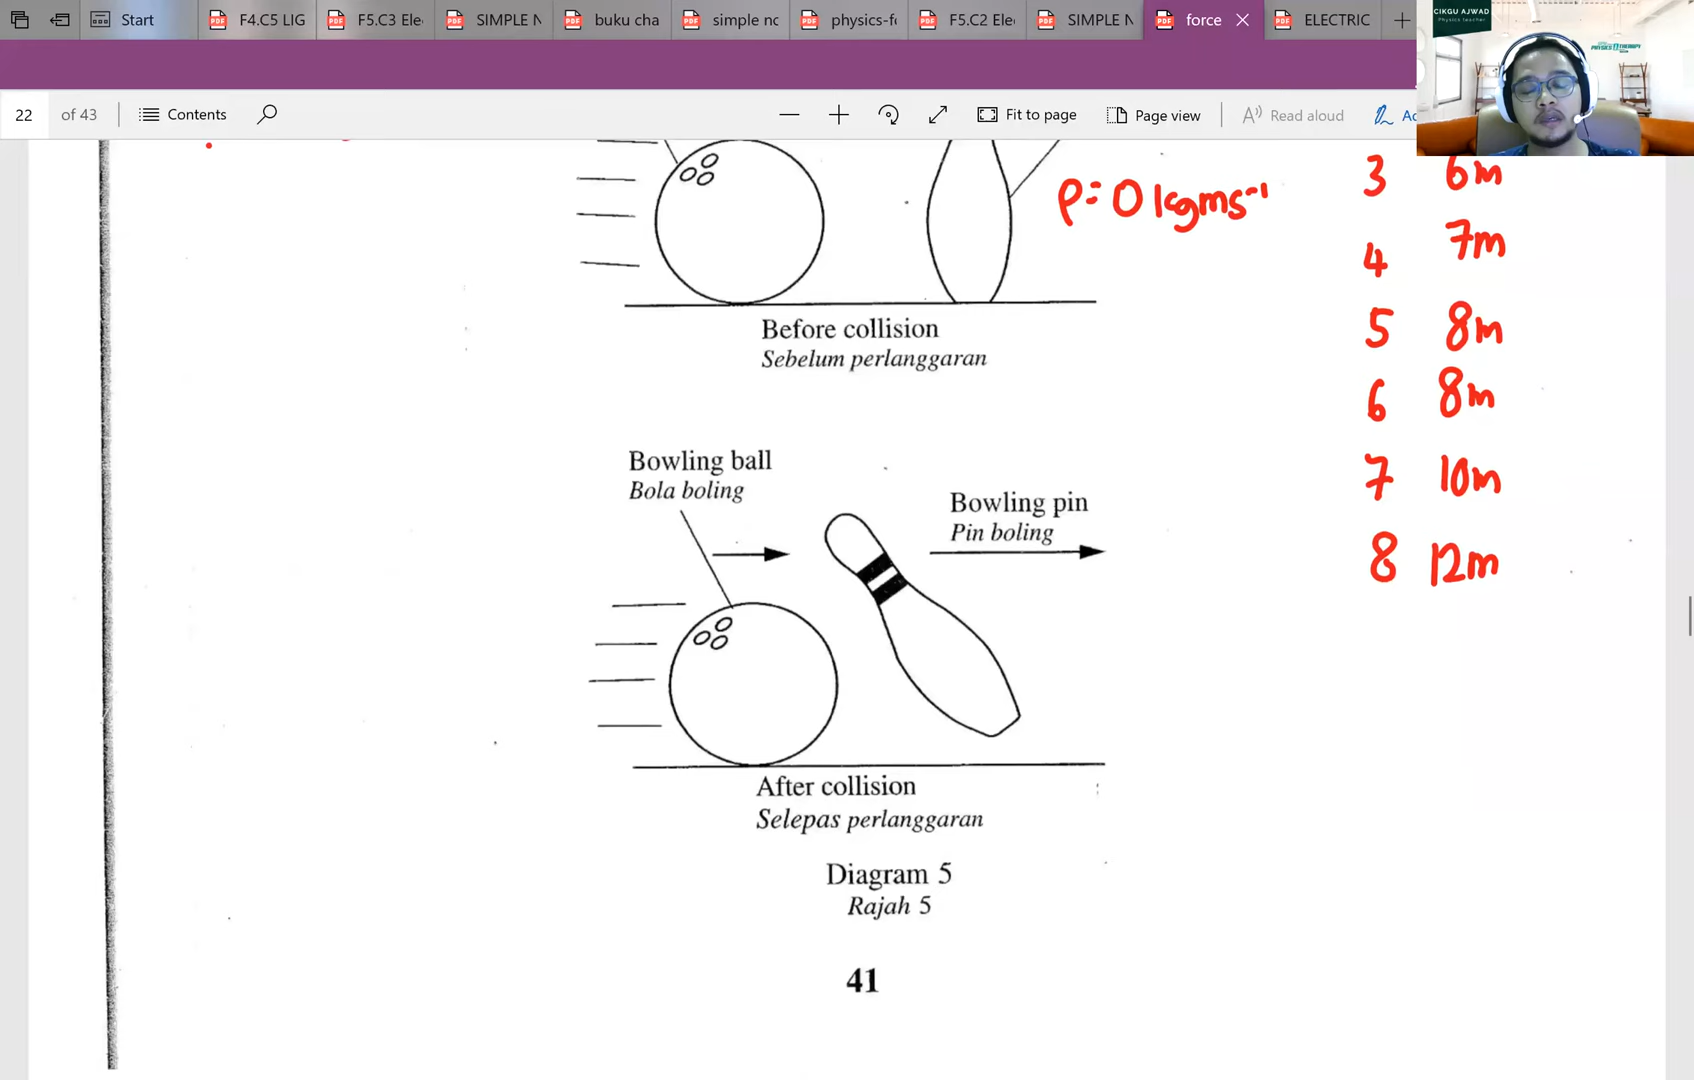 Start
F4.C5 LIG
F5.C3 Ele
SIMPLE N
buku cha
simple no
physics-fo
F5.C2 Ele
SIMPLE N
force
ELECTRIC
CIKGU AJWAD
Physics teacher
22 of 43
Contents
Fit to page
Page view
Read aloud
3 6m
ρ = 0 kgms⁻¹
4 7m
5 8m
Before collision
Sebelum perlanggaran
6 8m
Bowling ball
Bola boling
7 10m
Bowling pin
Pin boling
8 12m
After collision
Selepas perlanggaran
Diagram 5
Rajah 5
41